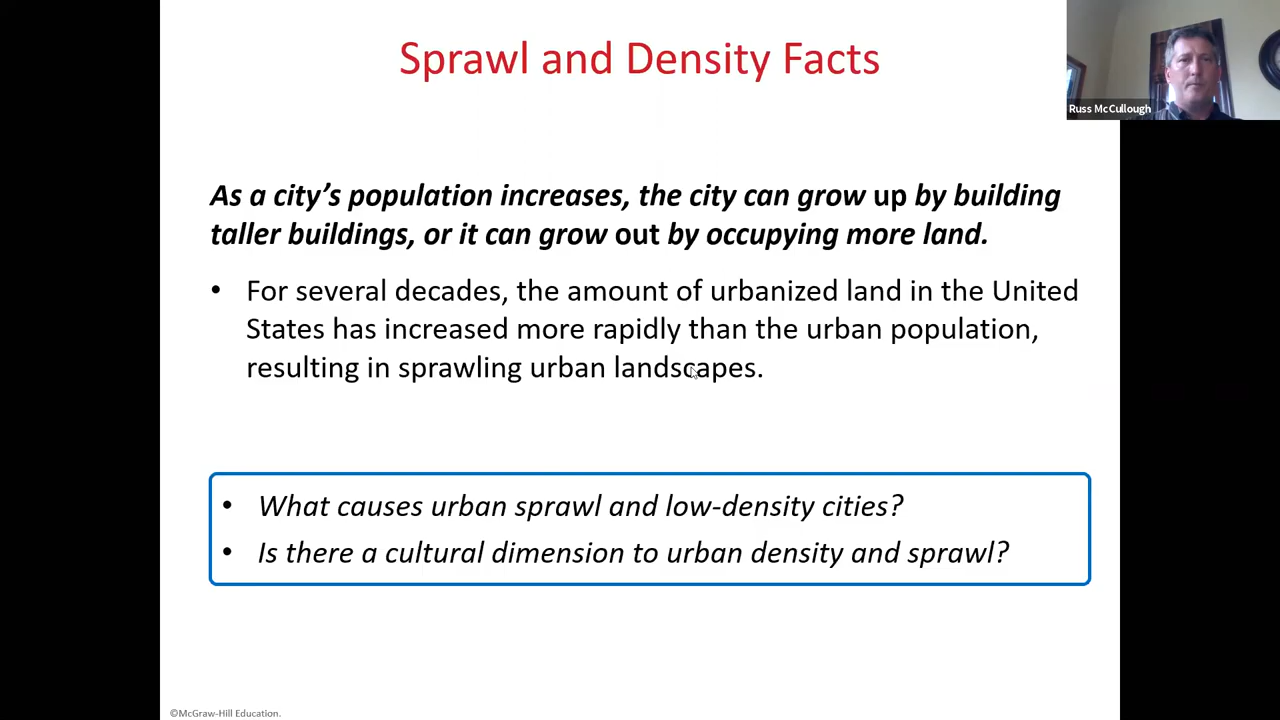 Sprawl and Density Facts
Russ McCullough
As a city’s population increases, the city can grow up by building
taller buildings, or it can grow out by occupying more land.
• For several decades, the amount of urbanized land in the United
States has increased more rapidly than the urban population,
resulting in sprawling urban landscapes.
• What causes urban sprawl and low-density cities?
• Is there a cultural dimension to urban density and sprawl?
©McGraw-Hill Education.